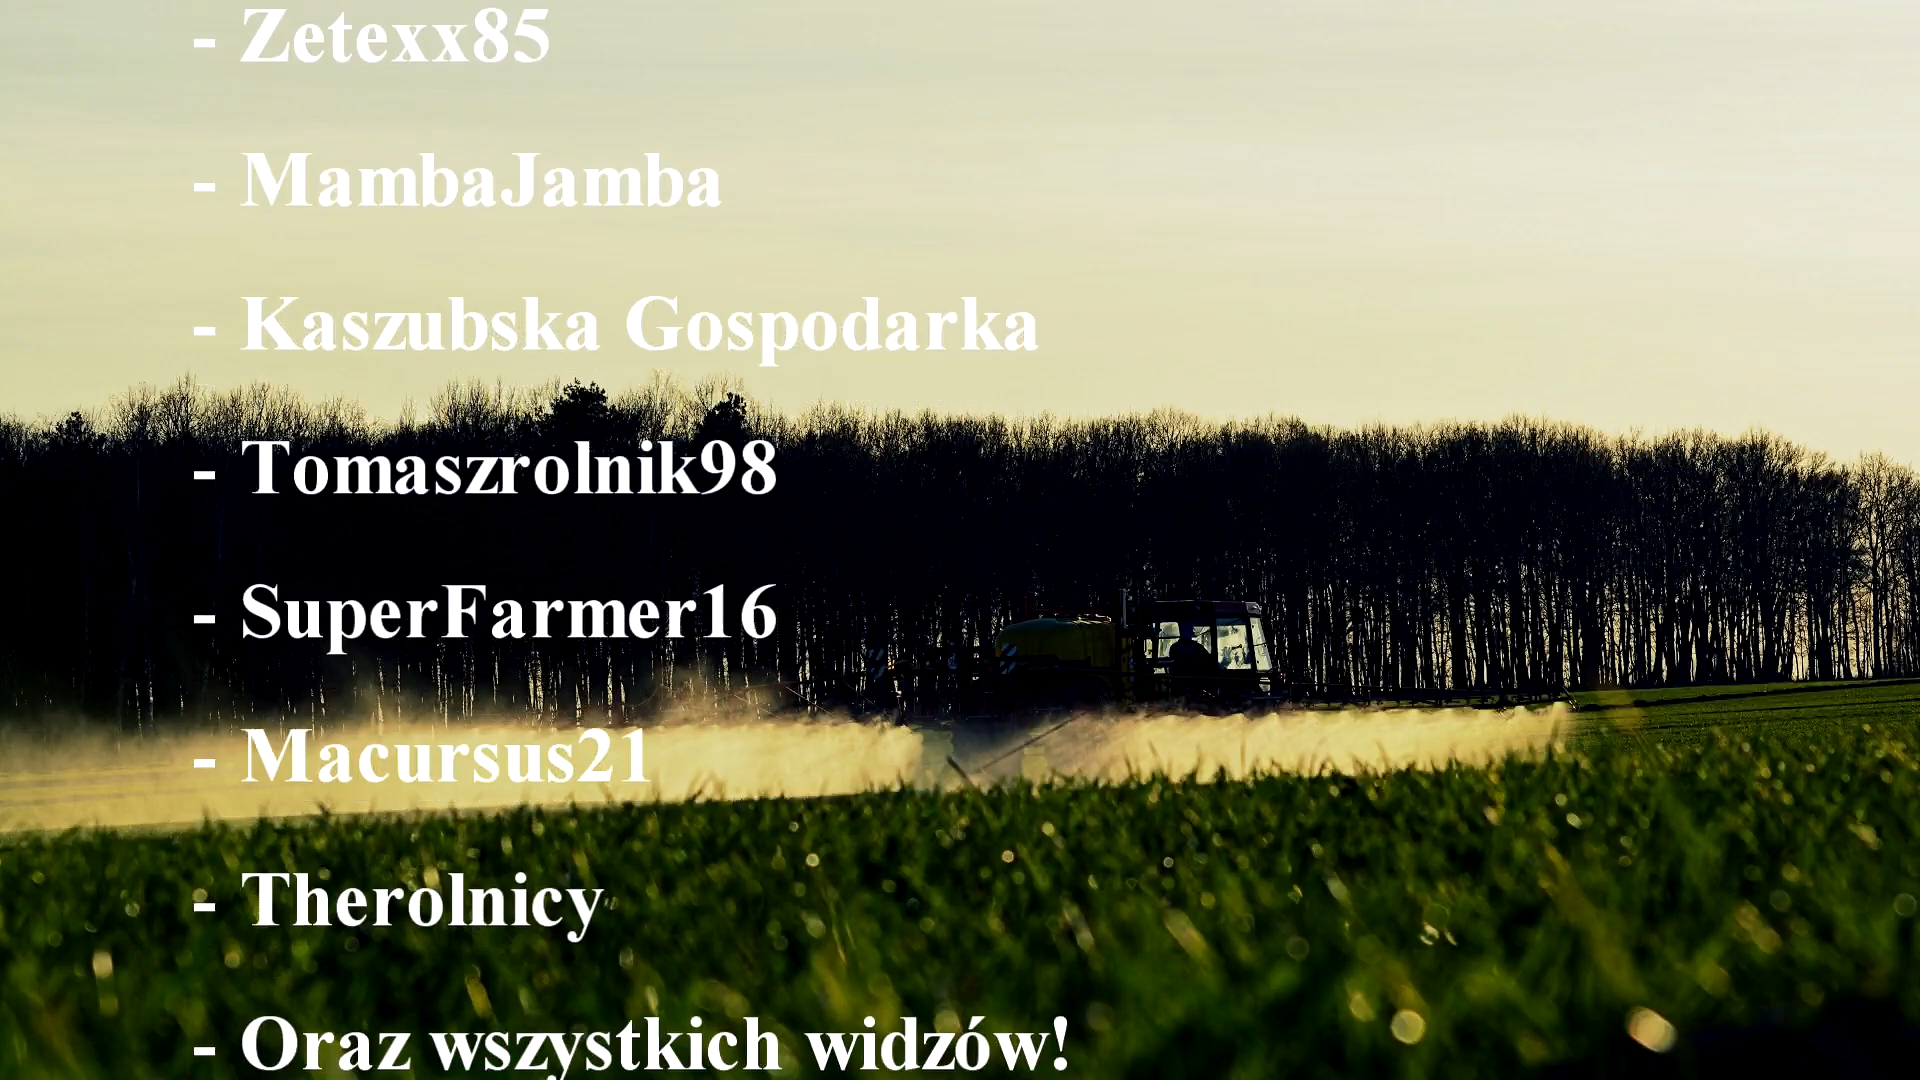 - Zetexx85
- MambaJamba
- Kaszubska Gospodarka
- Tomaszrolnik98
- SuperFarmer16
- Macursus21
- Therolnicy
- Oraz wszystkich widzów!